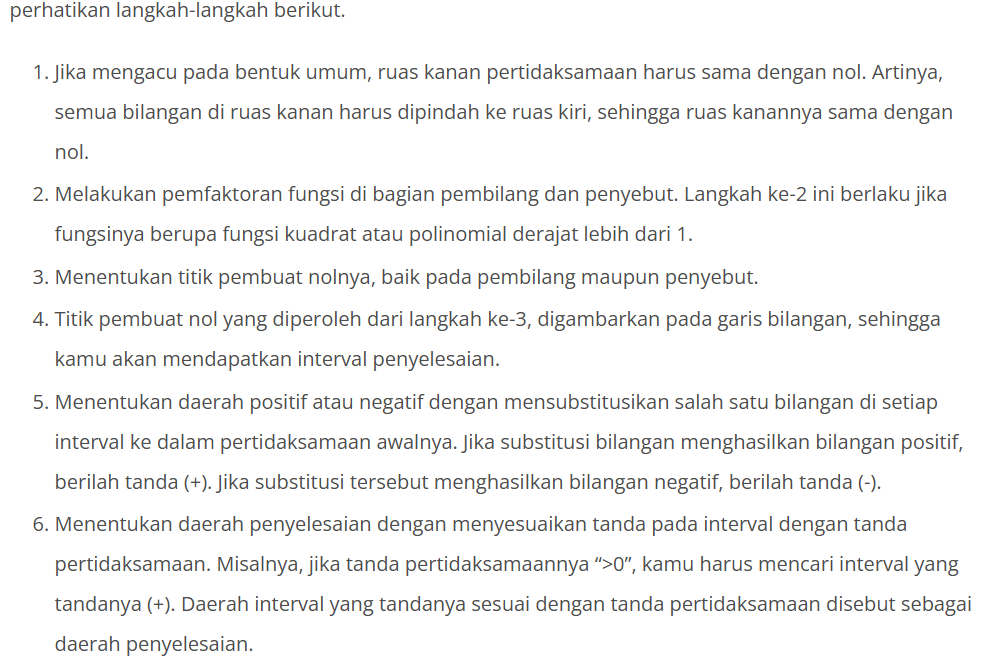 perhatikan langkah-langkah berikut.
1. Jika mengacu pada bentuk umum, ruas kanan pertidaksamaan harus sama dengan nol. Artinya,
semua bilangan di ruas kanan harus dipindah ke ruas kiri, sehingga ruas kanannya sama dengan
nol.
2. Melakukan pemfaktoran fungsi di bagian pembilang dan penyebut. Langkah ke-2 ini berlaku jika
fungsinya berupa fungsi kuadrat atau polinomial derajat lebih dari 1.
3. Menentukan titik pembuat nolnya, baik pada pembilang maupun penyebut.
4. Titik pembuat nol yang diperoleh dari langkah ke-3, digambarkan pada garis bilangan, sehingga
kamu akan mendapatkan interval penyelesaian.
5. Menentukan daerah positif atau negatif dengan mensubstitusikan salah satu bilangan di setiap
interval ke dalam pertidaksamaan awalnya. Jika substitusi bilangan menghasilkan bilangan positif,
berilah tanda (+). Jika substitusi tersebut menghasilkan bilangan negatif, berilah tanda (-).
6. Menentukan daerah penyelesaian dengan menyesuaikan tanda pada interval dengan tanda
pertidaksamaan. Misalnya, jika tanda pertidaksamaannya “>0”, kamu harus mencari interval yang
tandanya (+). Daerah interval yang tandanya sesuai dengan tanda pertidaksamaan disebut sebagai
daerah penyelesaian.